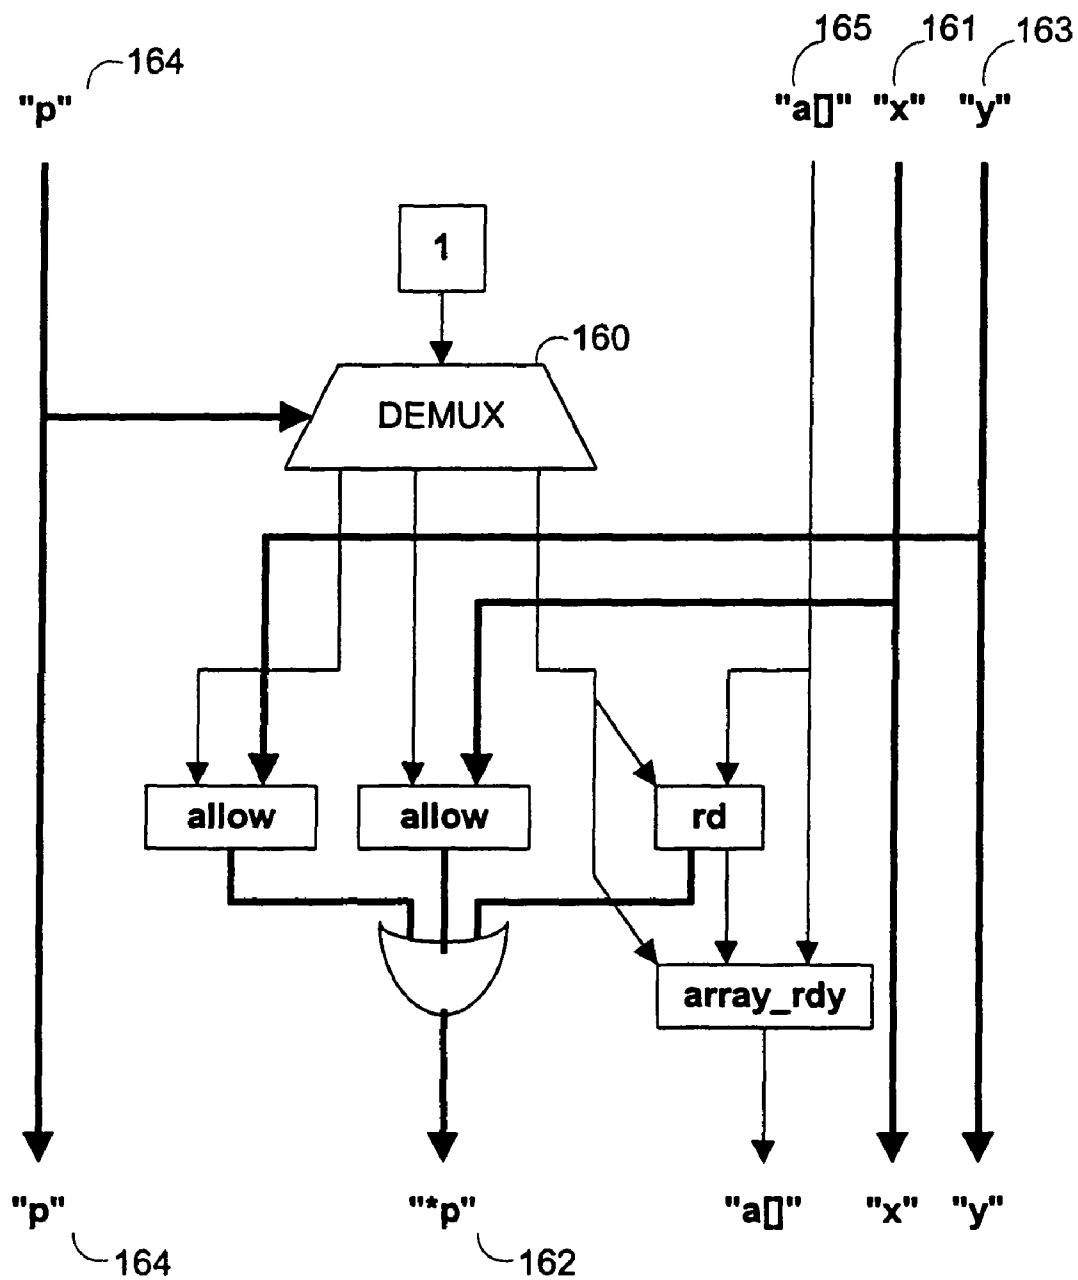 165 161 163
164
"p" "a[]" "x" "y"
1
160
DEMUX
allow allow rd
array_rdy
"p" "*p" "a[]" "x" "y"
164 162